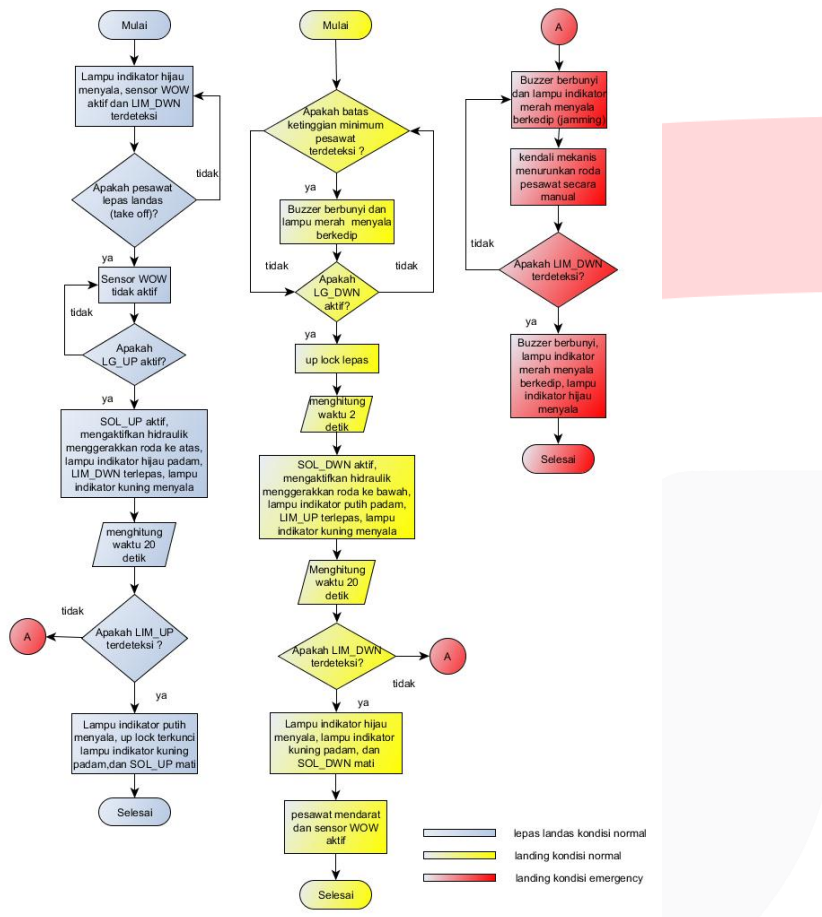 Mulai
Lampu indikator hijau
menyala, sensor WOW
aktif dan LIM_DWN
terdeteksi
tidak
Apakah pesawat
lepas landas
(take off)?
ya
Sensor WOW
tidak aktif
tidak
Apakah
LG_UP aktif?
ya
SOL_UP aktif,
mengaktifkan hidraulik
menggerakkan roda ke atas,
lampu indikator hijau padam,
LIM_DWN terlepas, lampu
indikator kuning menyala
menghitung
waktu 20
detik
tidak
A
Apakah LIM_UP
terdeteksi ?
ya
Lampu indikator putih
menyala, up lock terkunci
lampu indikator kuning
padam,dan SOL_UP mati
Selesai
Mulai
Apakah batas
ketinggian minimum
pesawat
terdeteksi ?
ya
Buzzer berbunyi dan
lampu merah menyala
berkedip
tidak
tidak
Apakah
LG_DWN
aktif?
ya
up lock lepas
menghitung
waktu 2
detik
SOL_DWN aktif,
mengaktifkan hidraulik
menggerakkan roda ke bawah,
lampu indikator putih padam,
LIM_UP terlepas, lampu
indikator kuning menyala
Menghitung
waktu 20
detik
Apakah LIM_DWN
terdeteksi?
A
tidak
ya
Lampu indikator hijau
menyala, lampu indikator
kuning padam, dan
SOL_DWN mati
pesawat mendarat
dan sensor WOW
aktif
Selesai
A
Buzzer berbunyi
dan lampu indikator
merah menyala
berkedip (jamming)
kendali mekanis
menurunkan roda
pesawat secara
manual
tidak
Apakah LIM_DWN
terdeteksi?
ya
Buzzer berbunyi,
lampu indikator
merah menyala
berkedip, lampu
indikator hijau
menyala
Selesai
lepas landas kondisi normal
landing kondisi normal
landing kondisi emergency